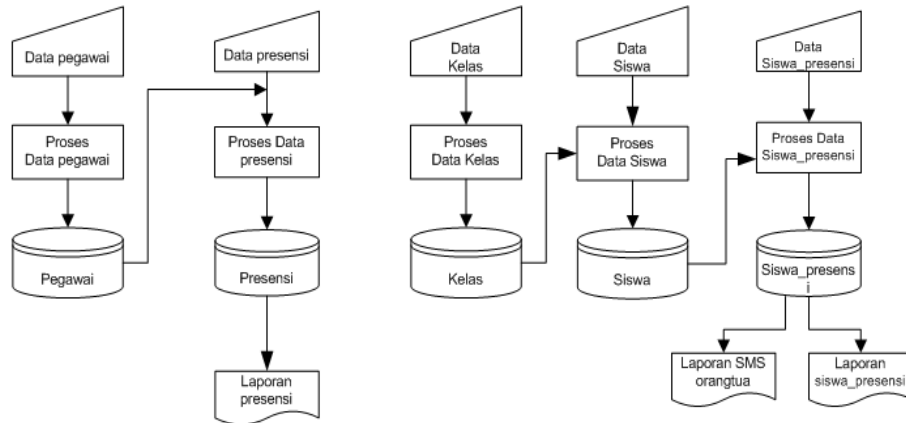 Data pegawai
Proses
Data pegawai
Pegawai
Data presensi
Proses Data
presensi
Presensi
Laporan
presensi
Data
Kelas
Proses
Data Kelas
Kelas
Data
Siswa
Proses
Data Siswa
Siswa
Data
Siswa_presensi
Proses Data
Siswa_presensi
Siswa_presens
i
Laporan SMS
orangtua
Laporan
siswa_presensi